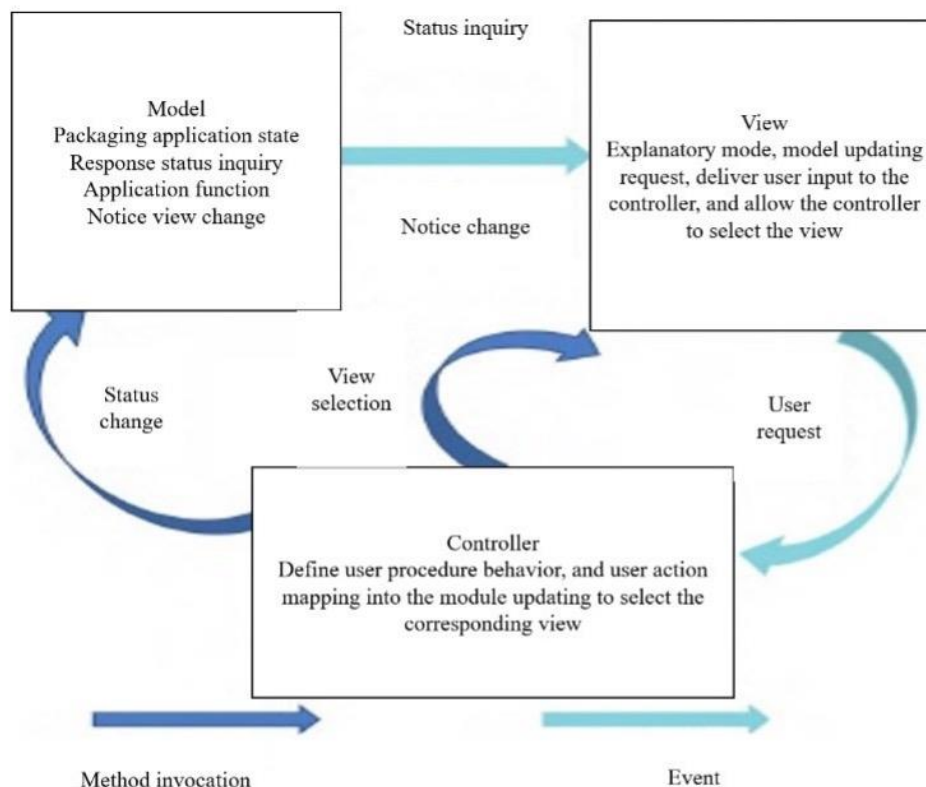 Status inquiry
Model
Packaging application state
Response status inquiry
Application function
Notice view change
View
Explanatory mode, model updating
request, deliver user input to the
controller, and allow the controller
to select the view
Notice change
Status
change
View
selection
User
request
Controller
Define user procedure behavior, and user action
mapping into the module updating to select the
corresponding view
Method invocation
Event